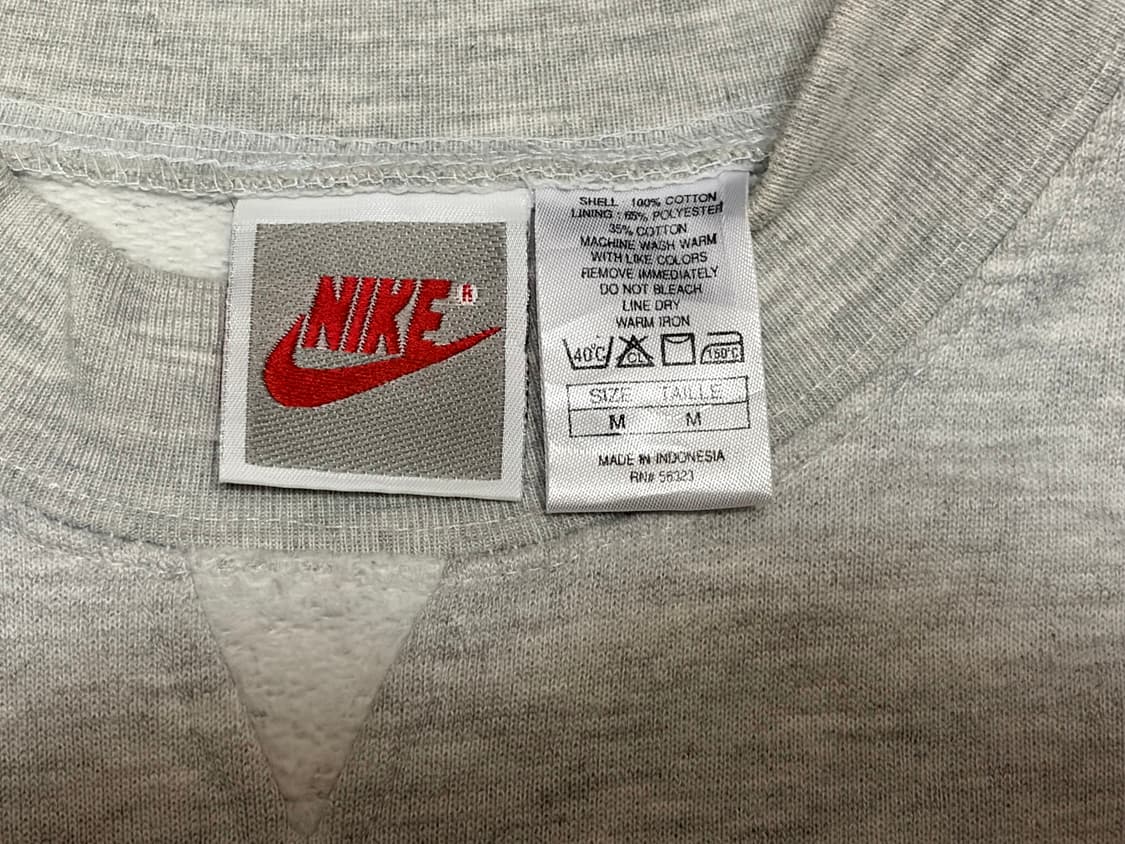 NIKE®
SHELL 100% COTTON
LINING : 65% POLYESTER
35% COTTON
MACHINE WASH WARM
WITH LIKE COLORS
REMOVE IMMEDIATELY
DO NOT BLEACH
LINE DRY
WARM IRON
40°C CL 150°C
SIZE TAILLE
M M
MADE IN INDONESIA
RN# 56323